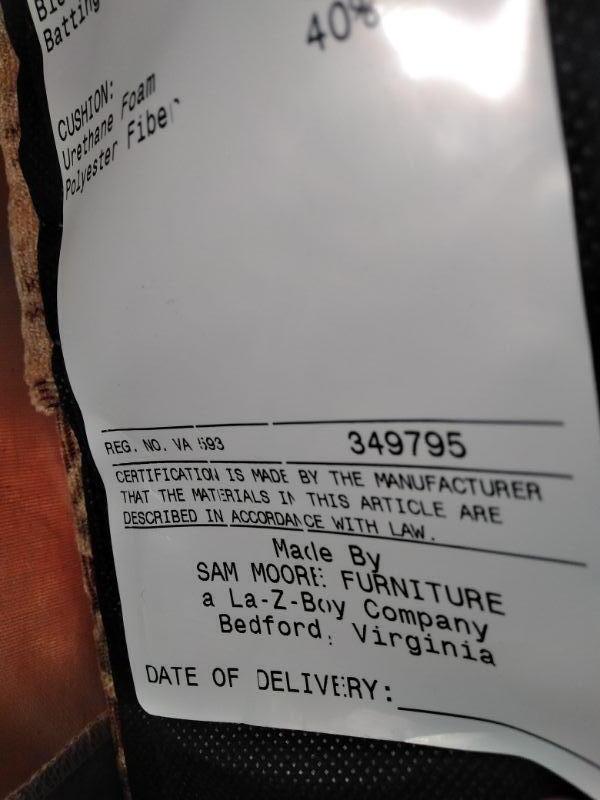 Batting
40%
CUSHION:
Urethane Foam
Polyester Fiber
REG. NO. VA 593
349795
CERTIFICATION IS MADE BY THE MANUFACTURER
THAT THE MATERIALS IN THIS ARTICLE ARE
DESCRIBED IN ACCORDANCE WITH LAW.
Made By
SAM MOORE FURNITURE
a La-Z-Boy Company
Bedford, Virginia
DATE OF DELIVERY: